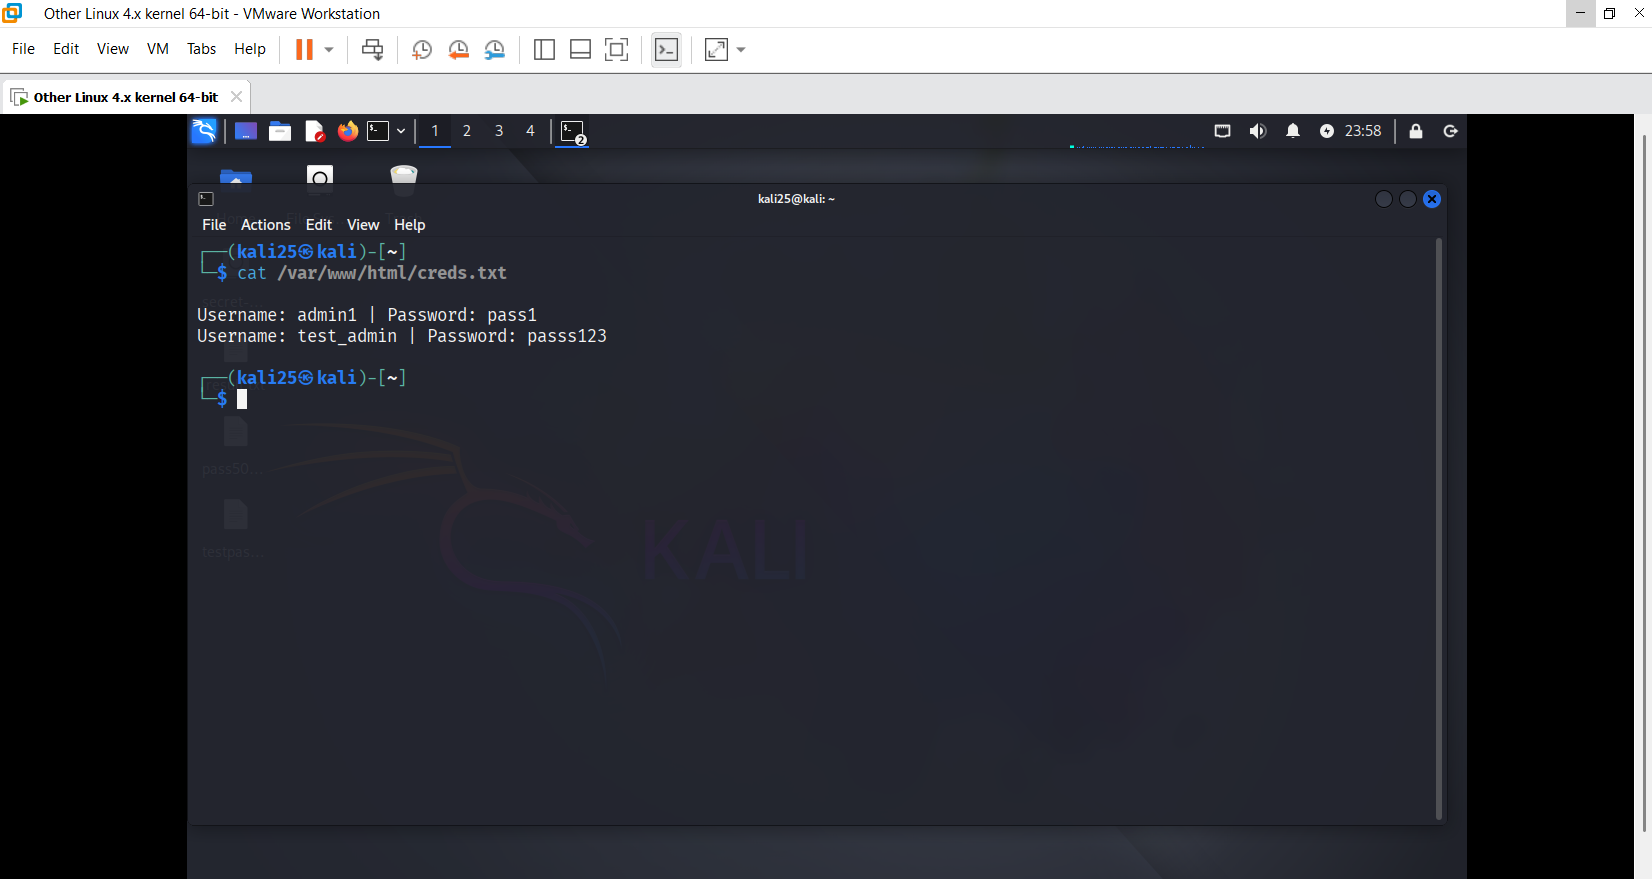 Other Linux 4.x kernel 64-bit - VMware Workstation
File Edit View VM Tabs Help
Other Linux 4.x kernel 64-bit
1 2 3 4 2 23:58
kali25@kali: ~
File Actions Edit View Help
(kali25㉿kali)-[~]
$ cat /var/www/html/creds.txt
secret-...
Username: admin1 | Password: pass1
Username: test_admin | Password: passs123
(kali25㉿kali)-[~]
$
pass50...
KALI
testpas...